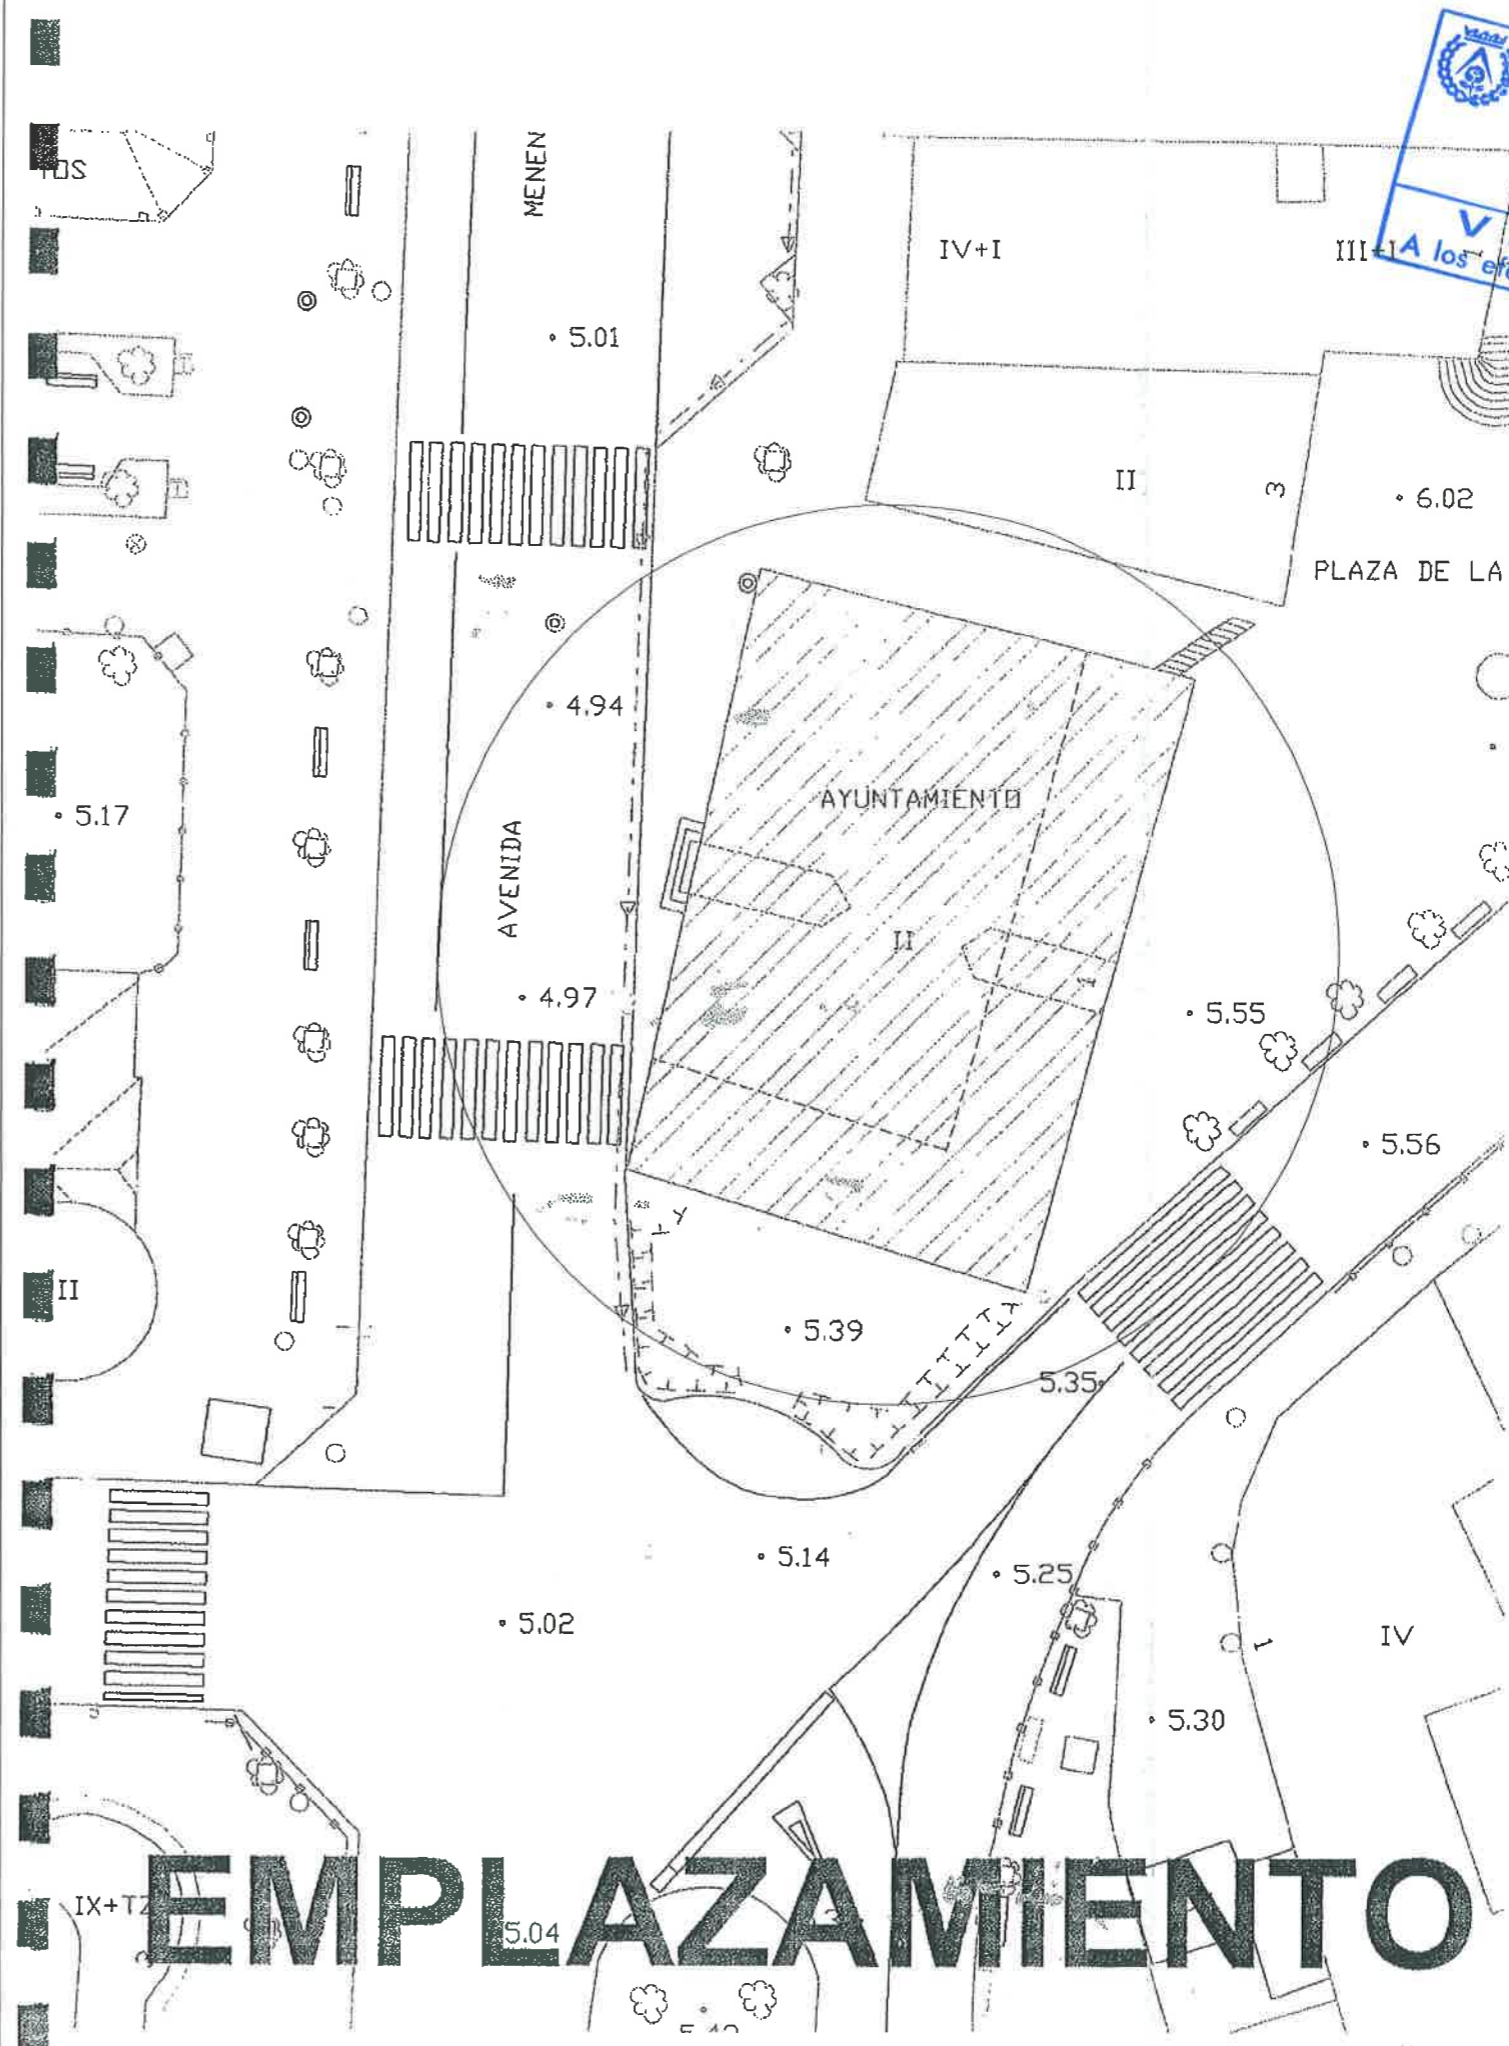 MENEN
IV+I
III+I
1
V
A los
5.01
II
3
6.02
PLAZA DE LA
4.94
5.17
AYUNTAMIENTO
AVENIDA
II
1
4.97
5.55
5.56
II
5.39
5.35
5.14
5.25
5.02
1
IV
5.30
IX+T
5.04
EMPLAZAMIENTO